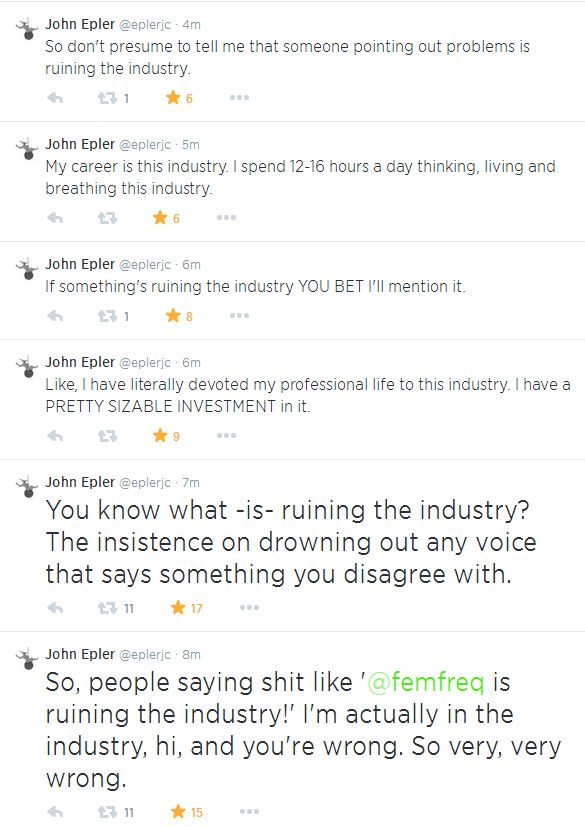 John Epler @eplerjc · 4m
So don't presume to tell me that someone pointing out problems is
ruining the industry.
1 6
John Epler @eplerjc · 5m
My career is this industry. I spend 12-16 hours a day thinking, living and
breathing this industry.
6
John Epler @eplerjc · 6m
If something's ruining the industry YOU BET I'll mention it.
1 8
John Epler @eplerjc · 6m
Like, I have literally devoted my professional life to this industry. I have a
PRETTY SIZABLE INVESTMENT in it.
9
John Epler @eplerjc · 7m
You know what -is- ruining the industry?
The insistence on drowning out any voice
that says something you disagree with.
11 17
John Epler @eplerjc · 8m
So, people saying shit like '@femfreq is
ruining the industry!' I'm actually in the
industry, hi, and you're wrong. So very, very
wrong.
11 15